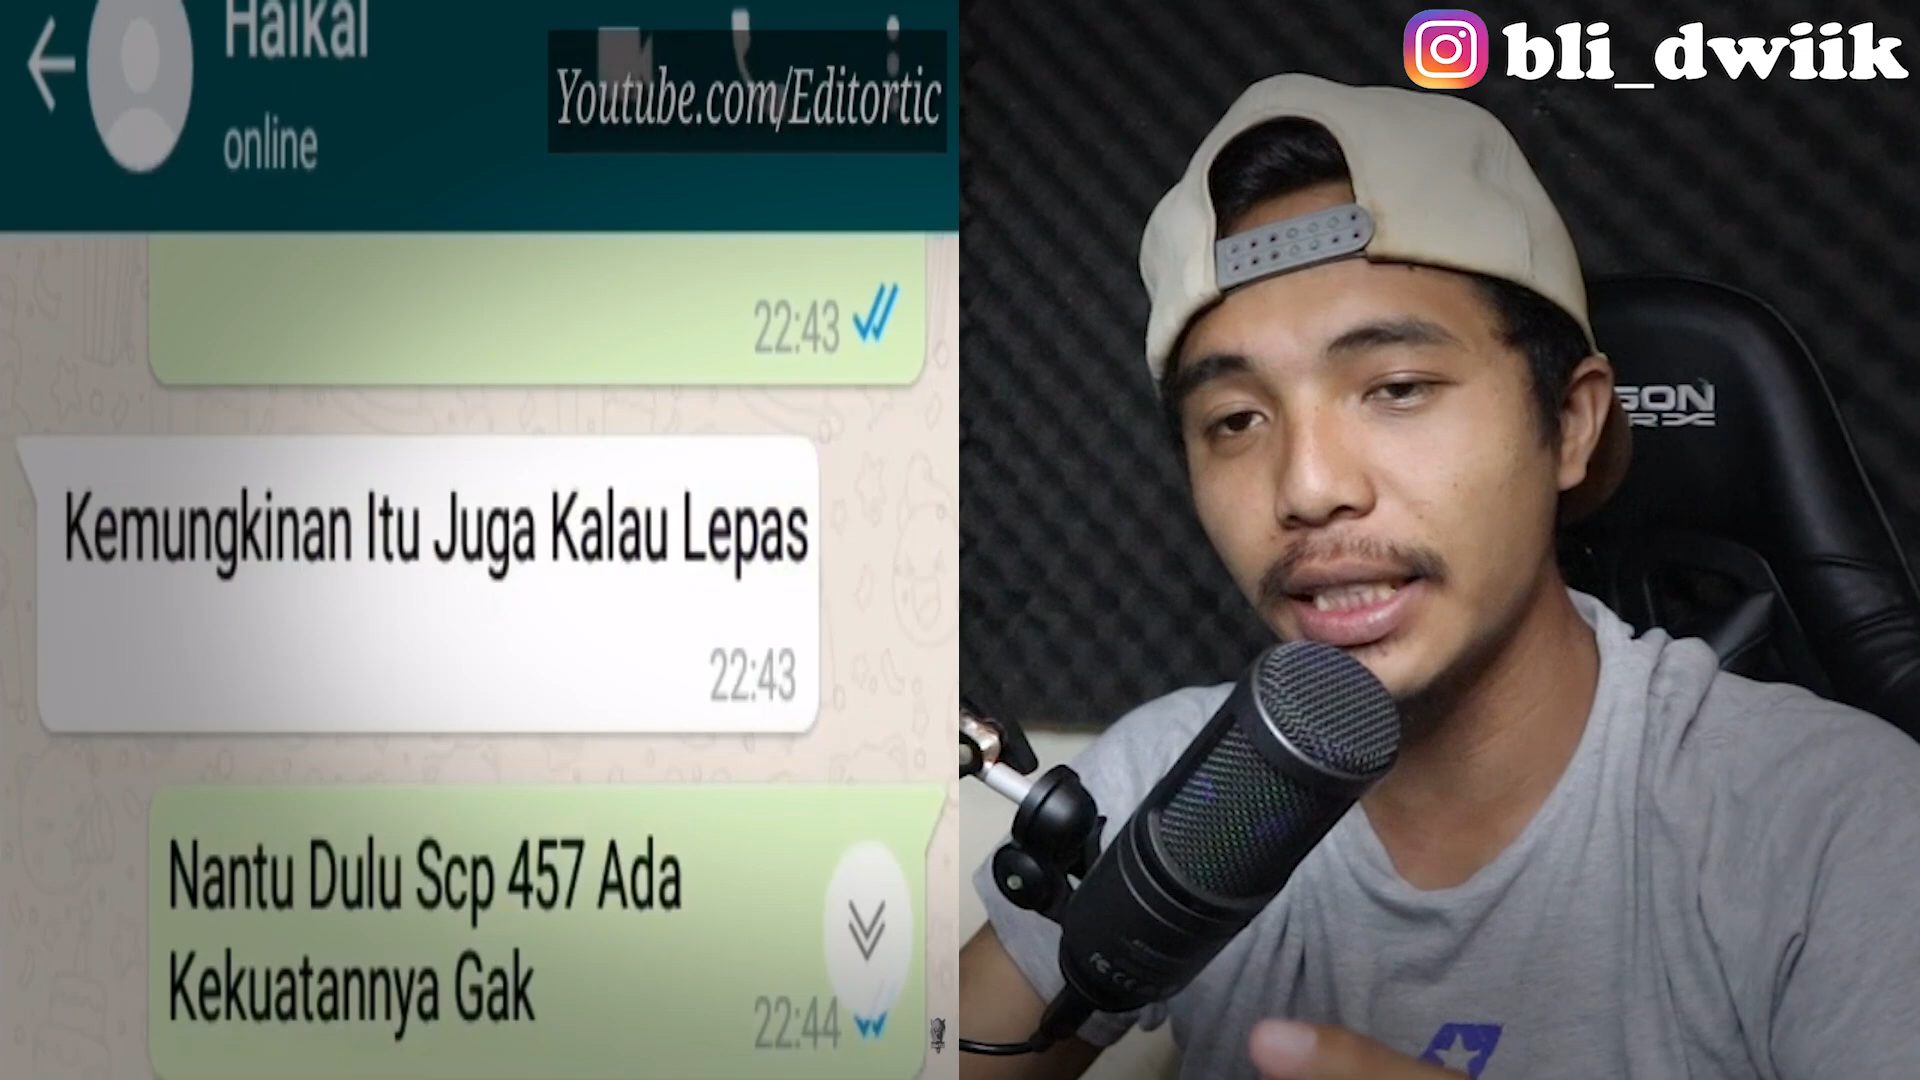 Haikal
online
Youtube.com/Editortic
bli_dwiik
22:43
Kemungkinan Itu Juga Kalau Lepas
22:43
Nantu Dulu Scp 457 Ada
Kekuatannya Gak
22:44